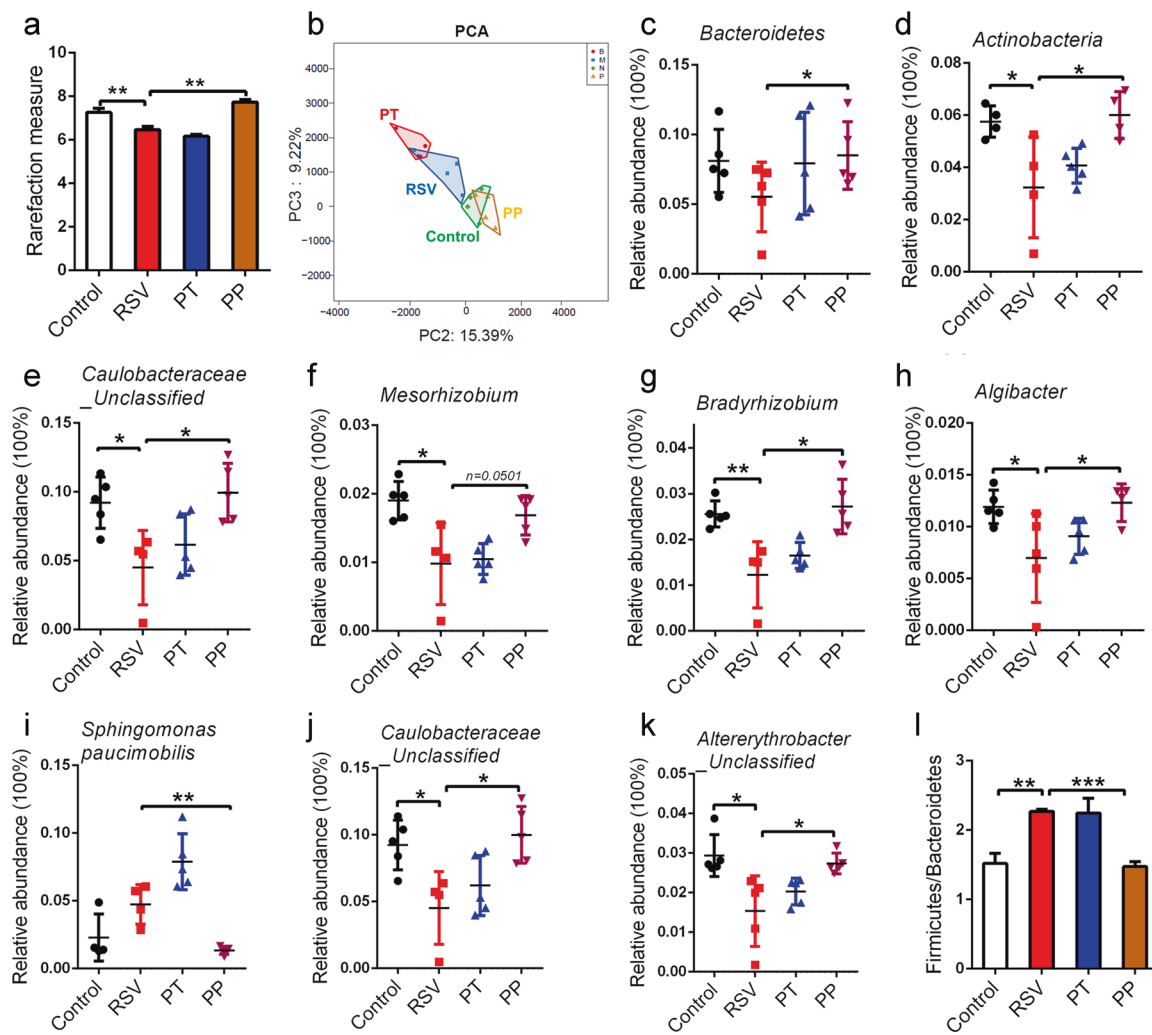 a
Rarefraction measure
10
8
6
4
2
0
**
**
Control
RSV
PT
PP
b
PCA
PC3 : 9.22%
4000
3000
2000
1000
0
−1000
−2000
−4000
−2000
0
2000
4000
PC2: 15.39%
B
M
N
P
PT
RSV
Control
PP
c
Bacteroidetes
Relative abundance (100%)
0.15
0.10
0.05
0.00
*
Control
RSV
PT
PP
d
Actinobacteria
Relative abundance (100%)
0.08
0.06
0.04
0.02
0.00
*
*
Control
RSV
PT
PP
e
Caulobacteraceae
_Unclassified
Relative abundance (100%)
0.15
0.10
0.05
0.00
*
*
Control
RSV
PT
PP
f
Mesorhizobium
Relative abundance (100%)
0.03
0.02
0.01
0.00
*
n=0.0501
Control
RSV
PT
PP
g
Bradyrhizobium
Relative abundance (100%)
0.04
0.03
0.02
0.01
0.00
**
*
Control
RSV
PT
PP
h
Algibacter
Relative abundance (100%)
0.020
0.015
0.010
0.005
0.000
*
*
Control
RSV
PT
PP
i
Sphingomonas
paucimobilis
Relative abundance (100%)
0.15
0.10
0.05
0.00
**
Control
RSV
PT
PP
j
Caulobacteraceae
_Unclassified
Relative abundance (100%)
0.15
0.10
0.05
0.00
*
*
Control
RSV
PT
PP
k
Altererythrobacter
_Unclassified
Relative abundance (100%)
0.05
0.04
0.03
0.02
0.01
0.00
*
*
Control
RSV
PT
PP
l
Firmicutes/Bacteroidetes
3
2
1
0
**
***
Control
RSV
PT
PP